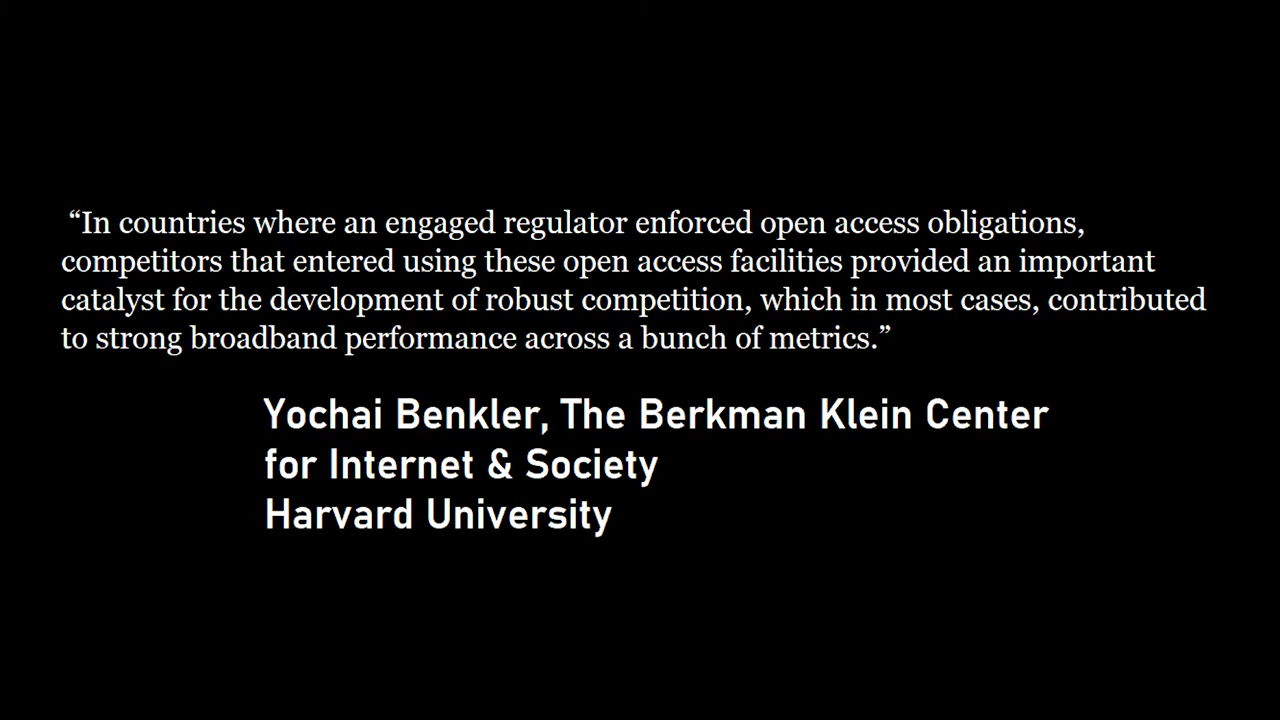 “In countries where an engaged regulator enforced open access obligations,
competitors that entered using these open access facilities provided an important
catalyst for the development of robust competition, which in most cases, contributed
to strong broadband performance across a bunch of metrics.”
Yochai Benkler, The Berkman Klein Center
for Internet & Society
Harvard University